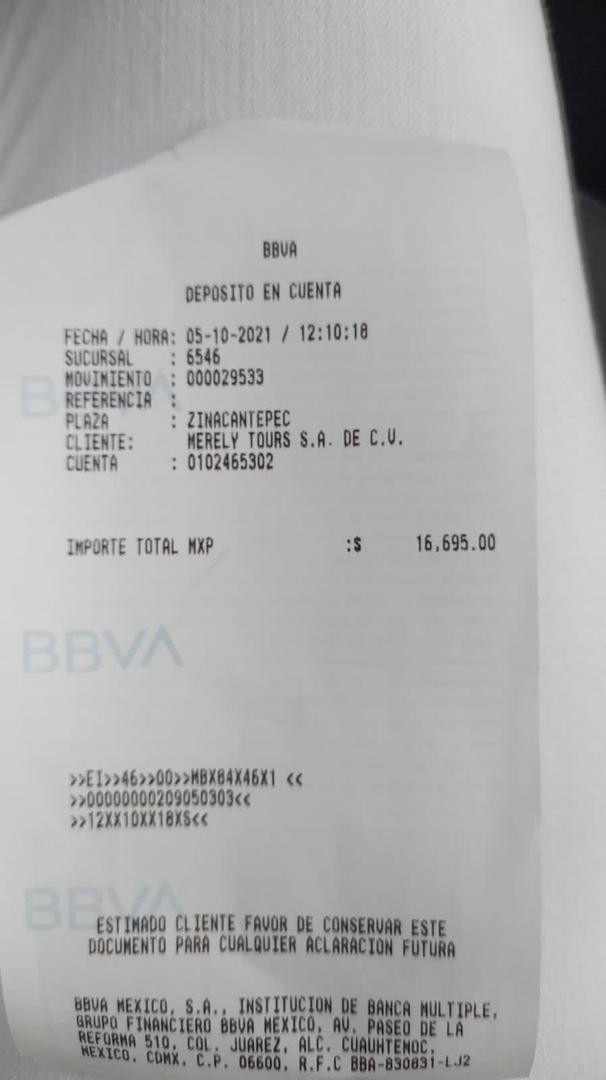 BBVA
DEPOSITO EN CUENTA
FECHA / HORA: 05-10-2021 / 12:10:18
SUCURSAL : 6546
MOVIMIENTO : 000029533
REFERENCIA :
PLAZA : ZINACANTEPEC
CLIENTE: MERELY TOURS S.A. DE C.V.
CUENTA : 0102465302
IMPORTE TOTAL MXP :$ 16,695.00
BBVA
>>EI>>46>>00>>MBX84X46X1 <<
>>00000000209050303<<
>>12XX10XX18XS<<
BBVA
ESTIMADO CLIENTE FAVOR DE CONSERVAR ESTE
DOCUMENTO PARA CUALQUIER ACLARACION FUTURA
BBVA MEXICO, S.A., INSTITUCION DE BANCA MULTIPLE,
GRUPO FINANCIERO BBVA MEXICO, AV. PASEO DE LA
REFORMA 510, COL. JUAREZ, ALC. CUAUHTENOC,
MEXICO, CDMX, C.P. 06600, R.F.C BBA-830831-LJ2